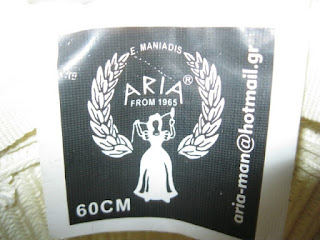 E. MANIADIS
ARIA®
FROM 1965
60CM
aria-man@hotmail.gr